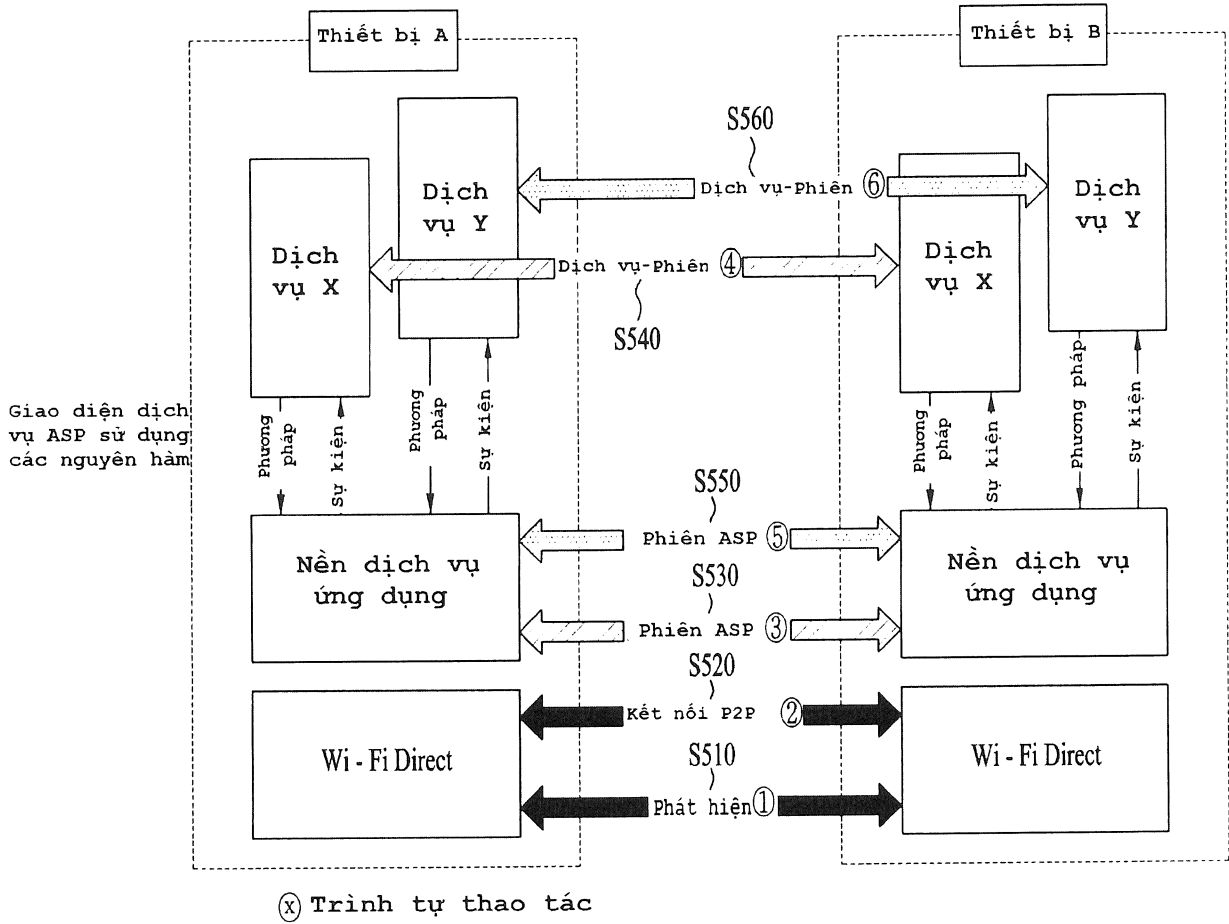 Thiết bị A
Thiết bị B
S560
Dịch
vụ Y
Dịch vụ-Phiên ⑥
Dịch
vụ Y
Dịch
vụ X
Dịch vụ-Phiên ④
Dịch
vụ X
S540
Giao diện dịch
vụ ASP sử dụng
các nguyên hàm
Phương
pháp
Sự kiện
Phương
pháp
Sự kiện
Phương
pháp
Sự kiện
Phương pháp
Sự kiện
S550
Phiên ASP ⑤
Nền dịch vụ
ứng dụng
Nền dịch vụ
ứng dụng
S530
Phiên ASP ③
S520
Kết nối P2P ②
Wi - Fi Direct
Wi - Fi Direct
S510
Phát hiện ①
ⓧ Trình tự thao tác